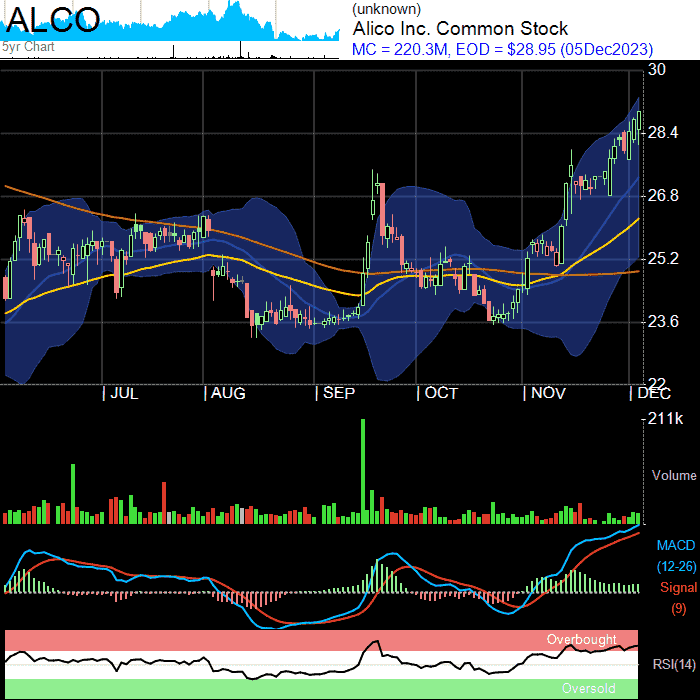 ALCO
5yr Chart
(unknown)
Alico Inc. Common Stock
MC = 220.3M, EOD = $28.95 (05Dec2023)
30
28.4
26.8
25.2
23.6
22
JUL AUG SEP OCT NOV DEC
211k
Volume
MACD
(12-26)
Signal
(9)
Overbought
RSI(14)
Oversold